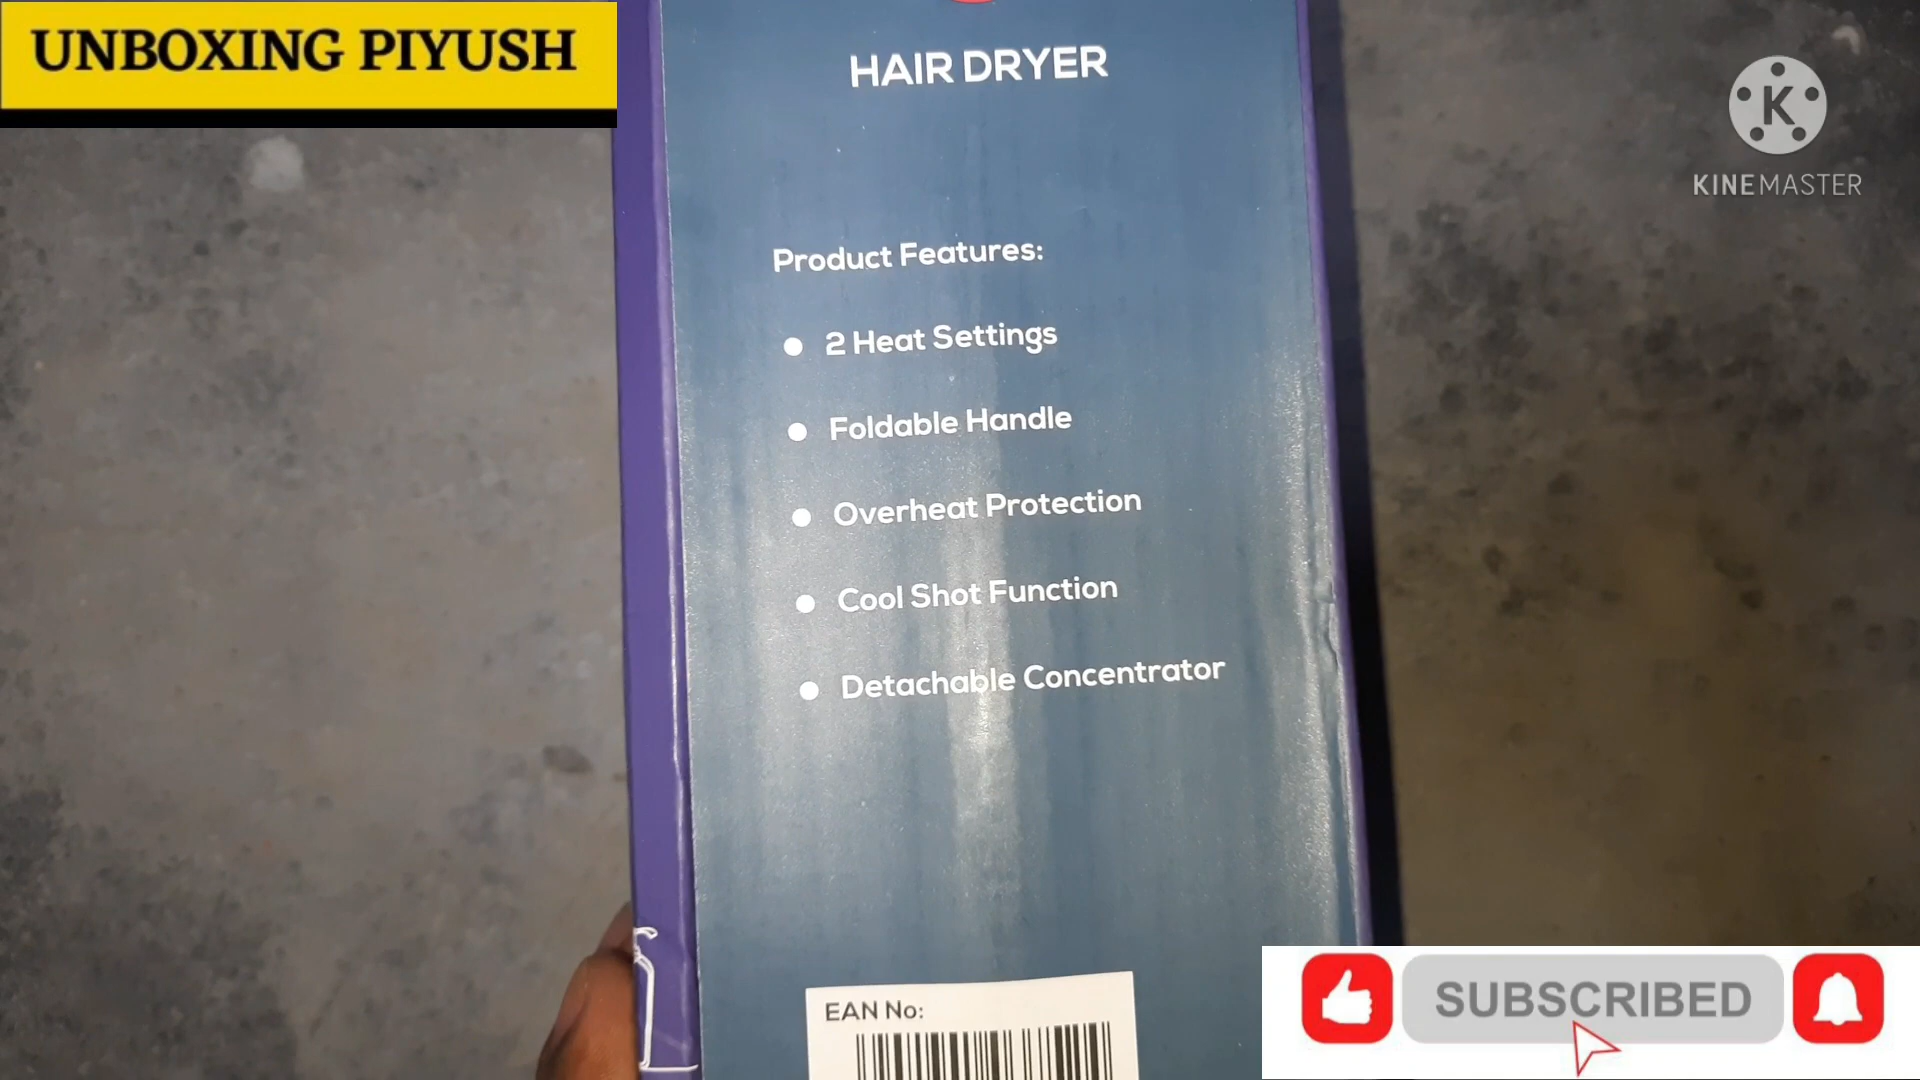 UNBOXING PIYUSH
HAIR DRYER
K
KINEMASTER
Product Features:
2 Heat Settings
Foldable Handle
Overheat Protection
Cool Shot Function
Detachable Concentrator
EAN No:
SUBSCRIBED